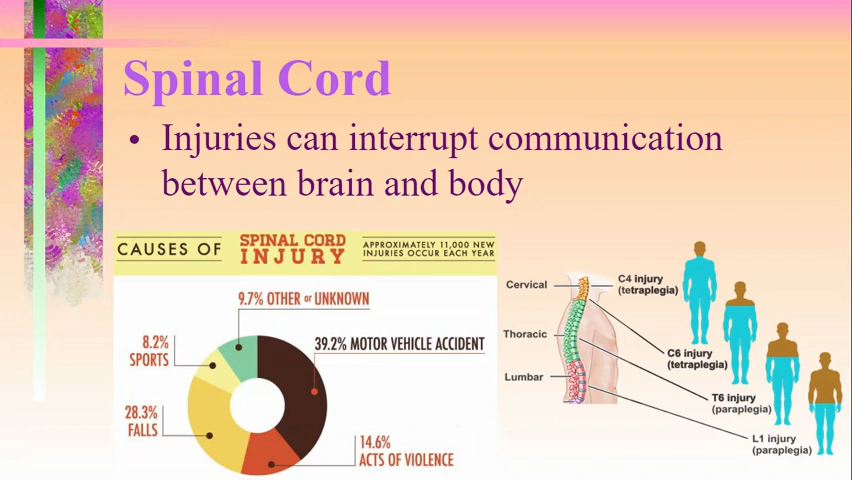 Spinal Cord
• Injuries can interrupt communication
between brain and body
CAUSES OF
SPINAL CORD
INJURY
APPROXIMATELY 11,000 NEW
INJURIES OCCUR EACH YEAR
9.7% OTHER or UNKNOWN
39.2% MOTOR VEHICLE ACCIDENT
8.2%
SPORTS
28.3%
FALLS
14.6%
ACTS OF VIOLENCE
Cervical
Thoracic
Lumbar
C4 injury
(tetraplegia)
C6 injury
(tetraplegia)
T6 injury
(paraplegia)
L1 injury
(paraplegia)